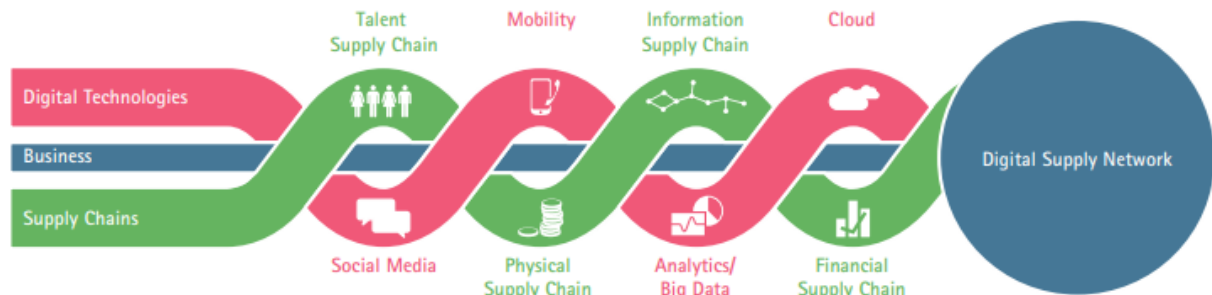 Talent
Supply Chain
Mobility
Information
Supply Chain
Cloud
Digital Technologies
Business
Supply Chains
Digital Supply Network
Social Media
Physical
Supply Chain
Analytics/
Big Data
Financial
Supply Chain